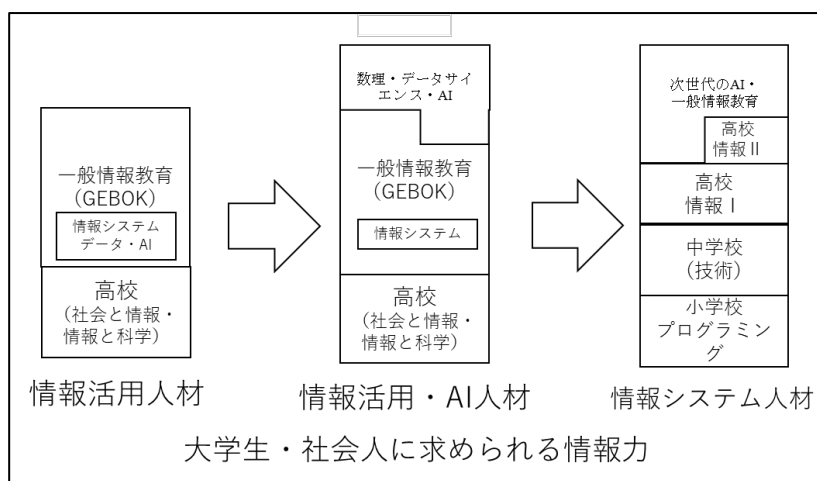 一般情報教育
(GEBOK)
情報システム
データ・AI
高校
(社会と情報・
情報と科学)
情報活用人材
数理・データサイ
エンス・AI
一般情報教育
(GEBOK)
情報システム
高校
(社会と情報・
情報と科学)
情報活用・AI人材
次世代のAI・
一般情報教育
高校
情報Ⅱ
高校
情報Ⅰ
中学校
(技術)
小学校
プログラミン
グ
情報システム人材
大学生・社会人に求められる情報力